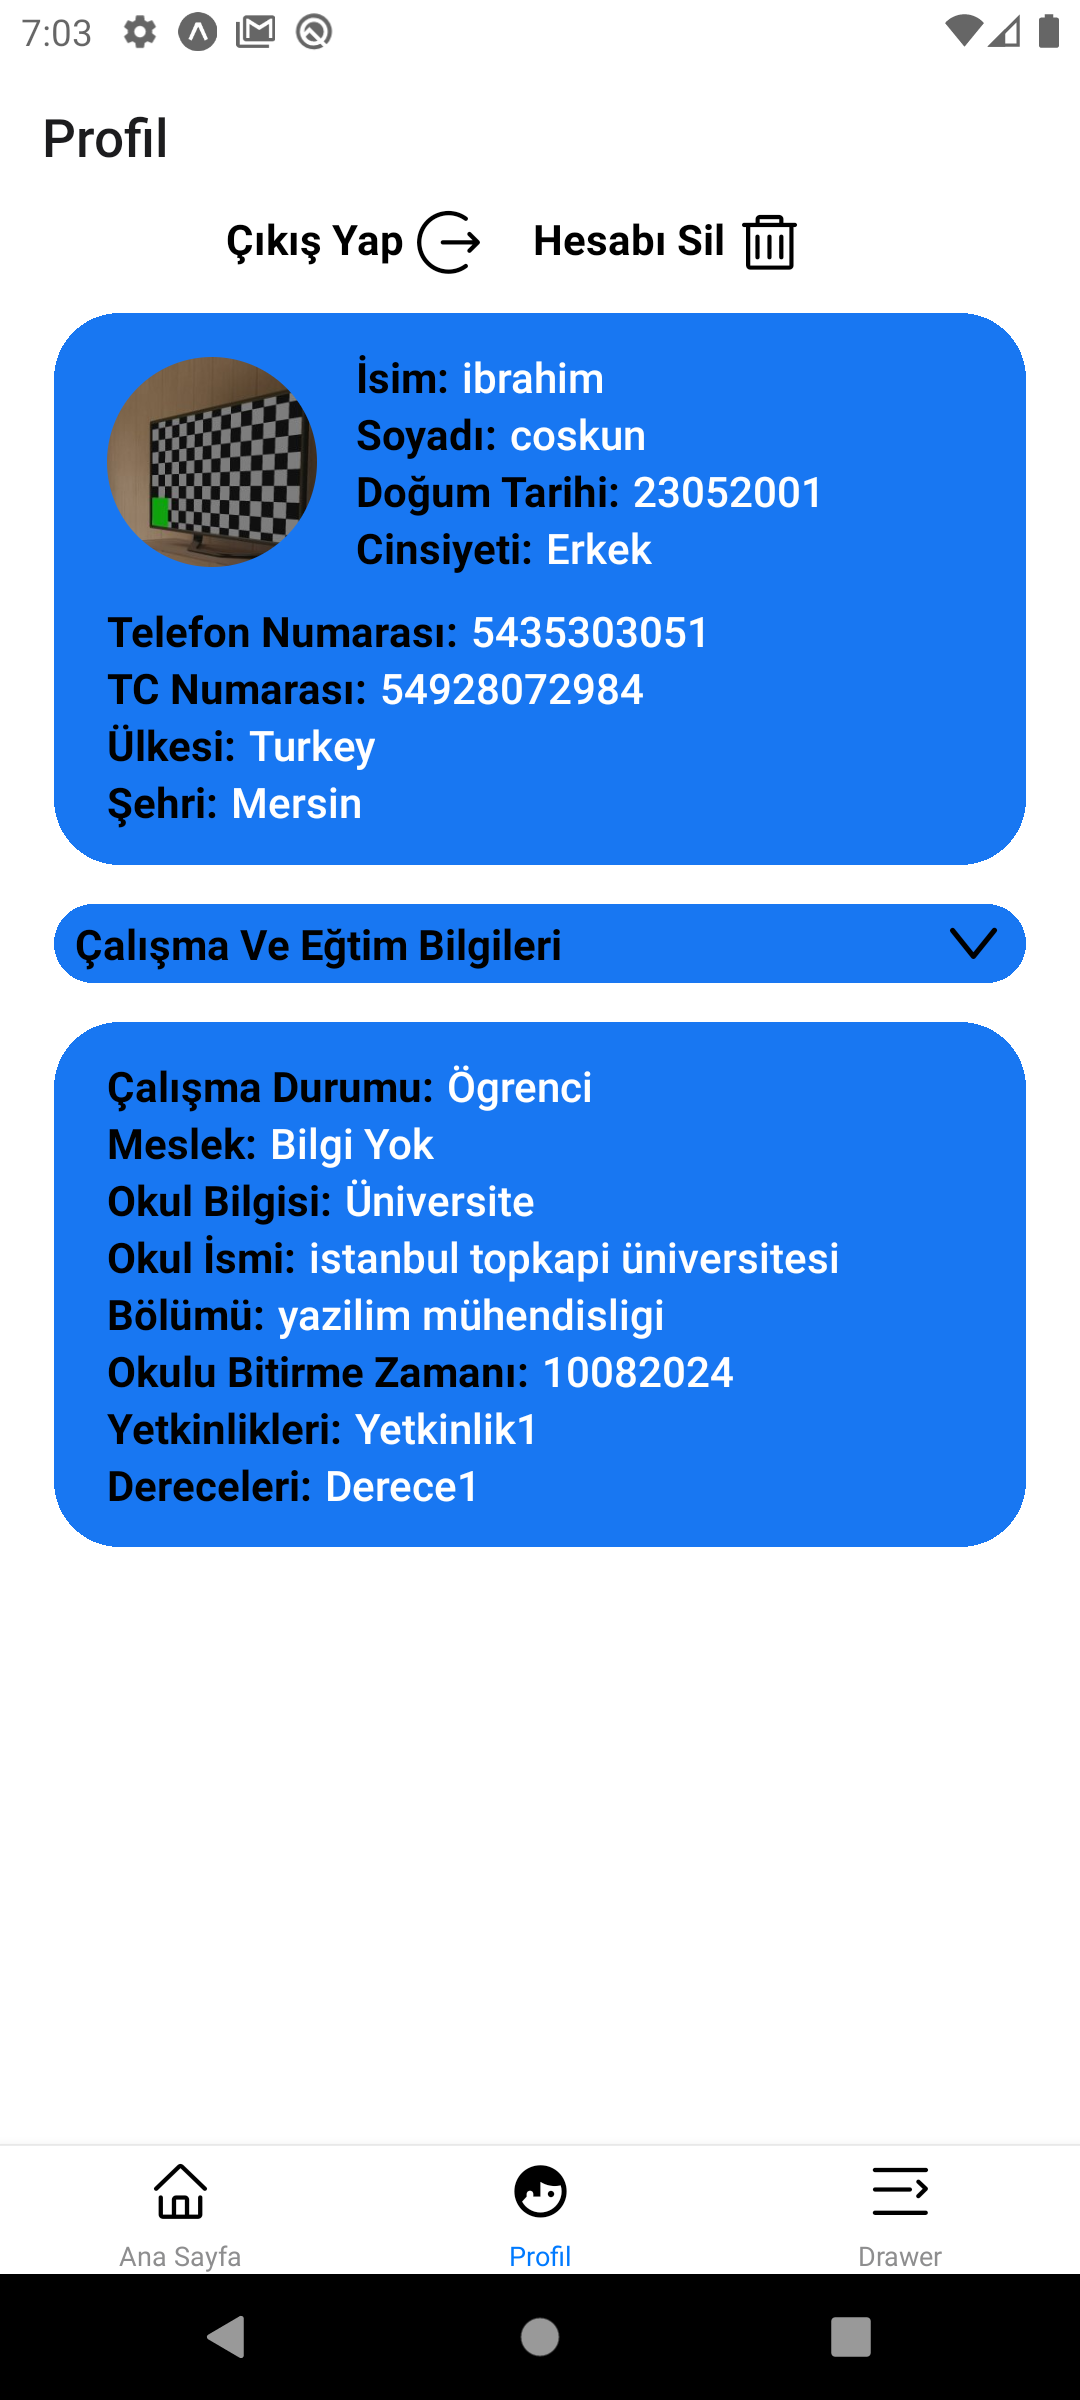 7:03
Profil
Çıkış Yap
Hesabı Sil
İsim: ibrahim
Soyadı: coskun
Doğum Tarihi: 23052001
Cinsiyeti: Erkek
Telefon Numarası: 5435303051
TC Numarası: 54928072984
Ülkesi: Turkey
Şehri: Mersin
Çalışma Ve Eğtim Bilgileri
Çalışma Durumu: Ögrenci
Meslek: Bilgi Yok
Okul Bilgisi: Üniversite
Okul İsmi: istanbul topkapi üniversitesi
Bölümü: yazilim mühendisligi
Okulu Bitirme Zamanı: 10082024
Yetkinlikleri: Yetkinlik1
Dereceleri: Derece1
Ana Sayfa
Profil
Drawer